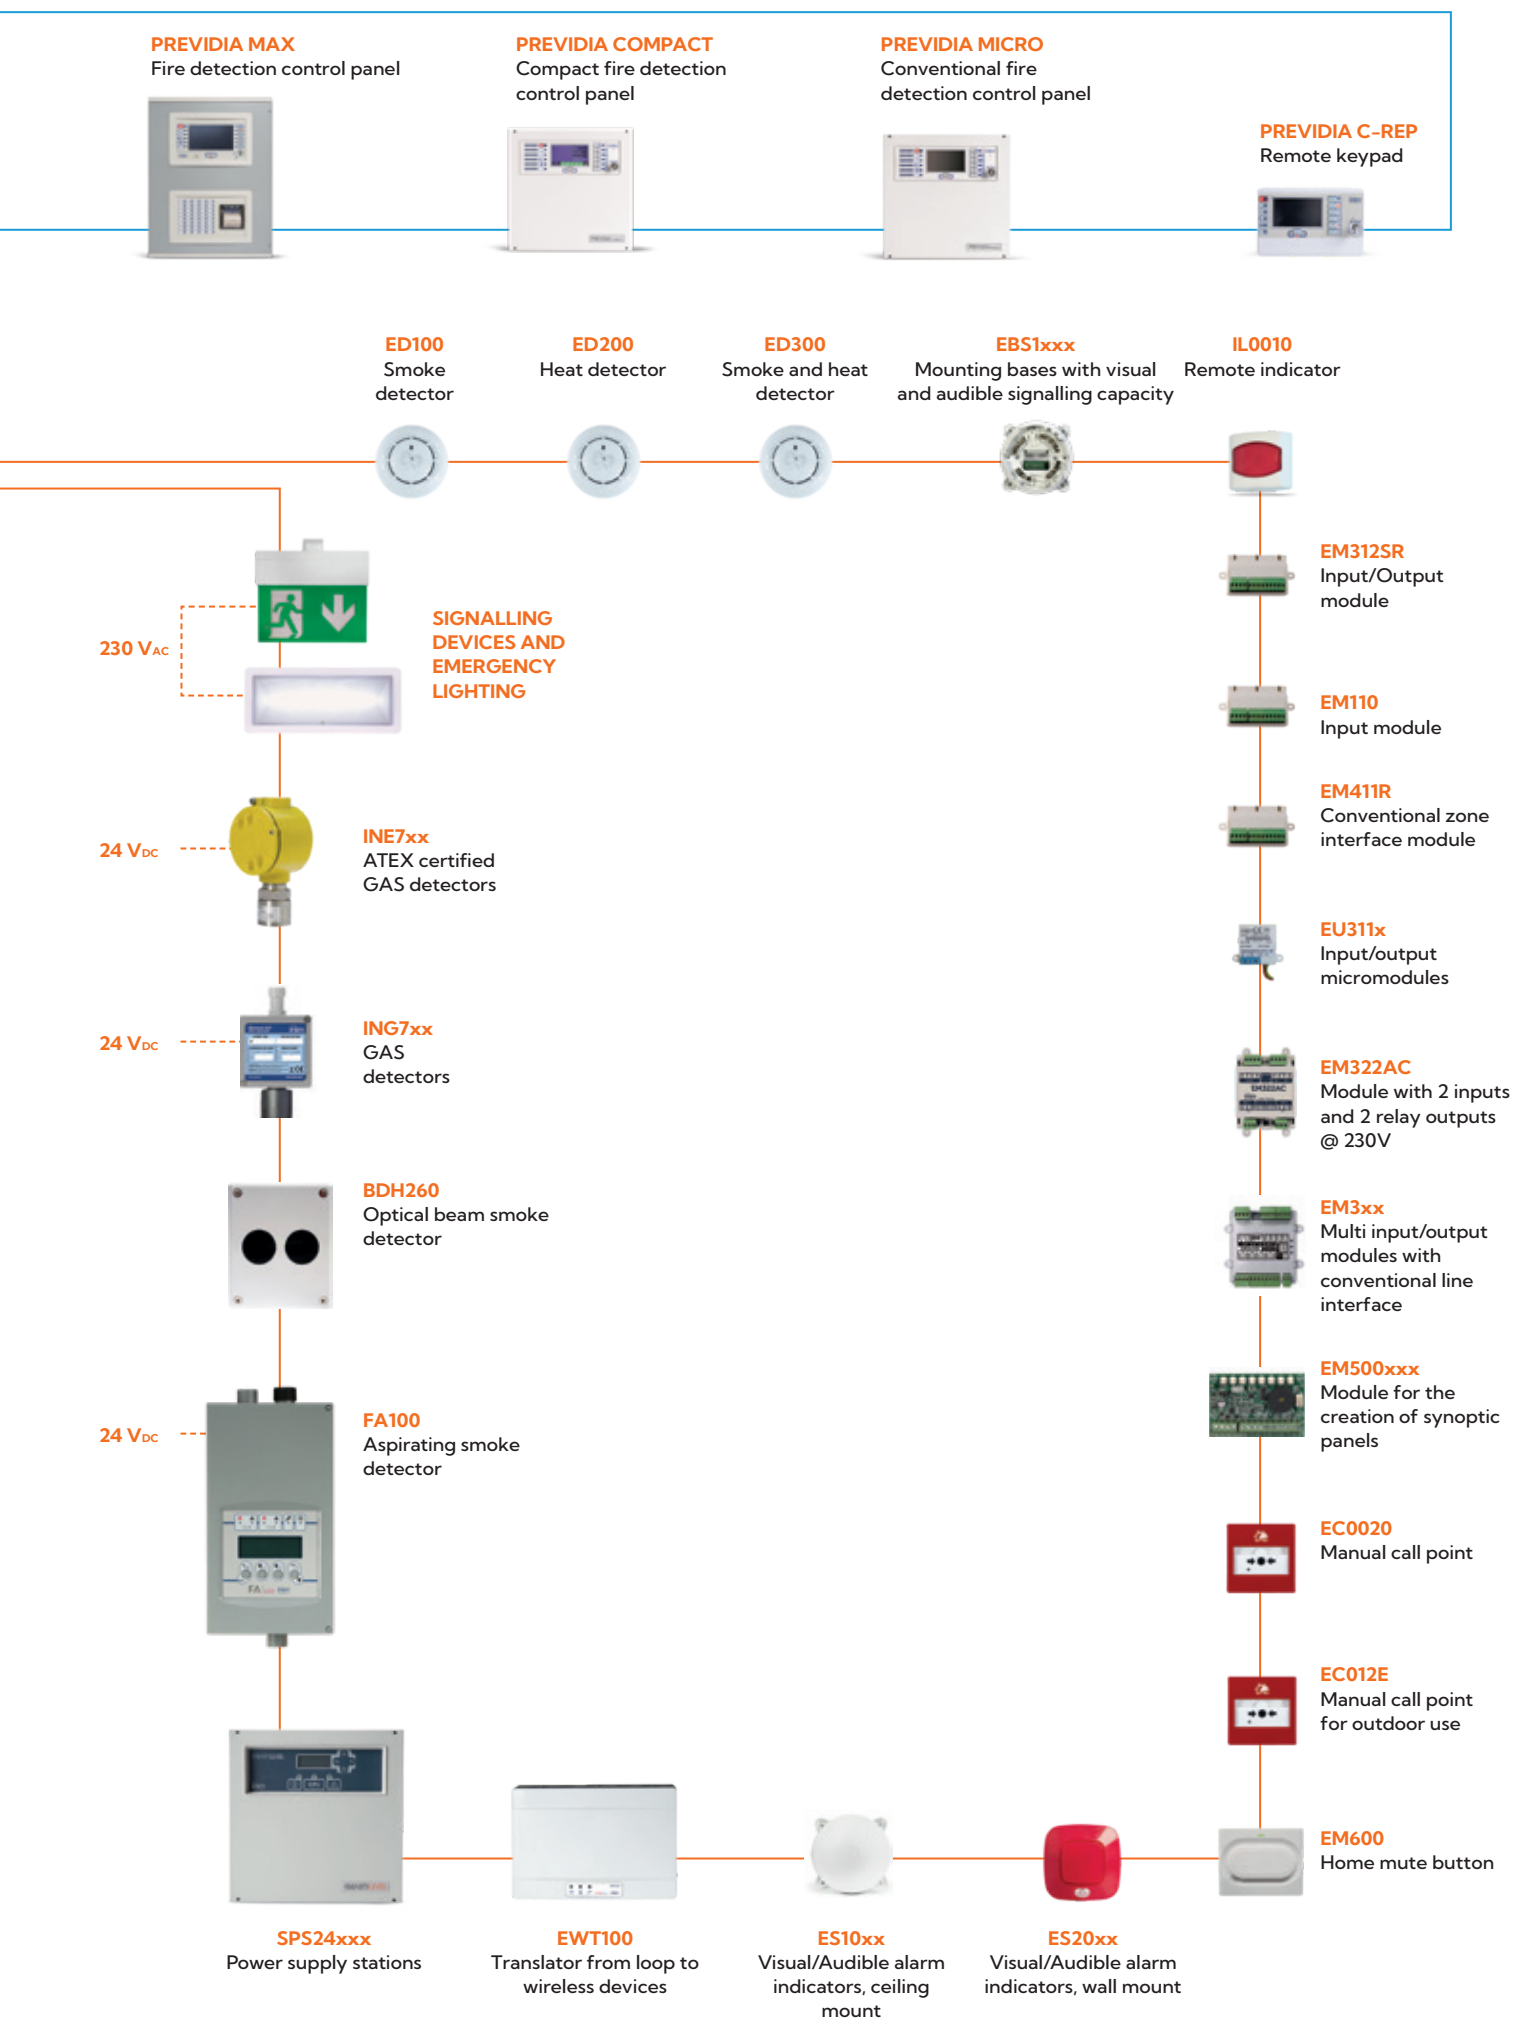 PREVIDIA MAX
Fire detection control panel
PREVIDIA COMPACT
Compact fire detection
control panel
PREVIDIA MICRO
Conventional fire
detection control panel
PREVIDIA C-REP
Remote keypad
ED100
Smoke
detector
ED200
Heat detector
ED300
Smoke and heat
detector
EBS1xxx
Mounting bases with visual
and audible signalling capacity
IL0010
Remote indicator
230 VAC
SIGNALLING
DEVICES AND
EMERGENCY
LIGHTING
24 VDC
INE7xx
ATEX certified
GAS detectors
24 VDC
ING7xx
GAS
detectors
BDH260
Optical beam smoke
detector
24 VDC
FA100
Aspirating smoke
detector
EM312SR
Input/Output
module
EM110
Input module
EM411R
Conventional zone
interface module
EU311x
Input/output
micromodules
EM322AC
EM322AC
Module with 2 inputs
and 2 relay outputs
@ 230V
EM3xx
Multi input/output
modules with
conventional line
interface
EM500xxx
Module for the
creation of synoptic
panels
EC0020
Manual call point
EC012E
Manual call point
for outdoor use
EM600
Home mute button
SPS24xxx
Power supply stations
EWT100
Translator from loop to
wireless devices
ES10xx
Visual/Audible alarm
indicators, ceiling
mount
ES20xx
Visual/Audible alarm
indicators, wall mount